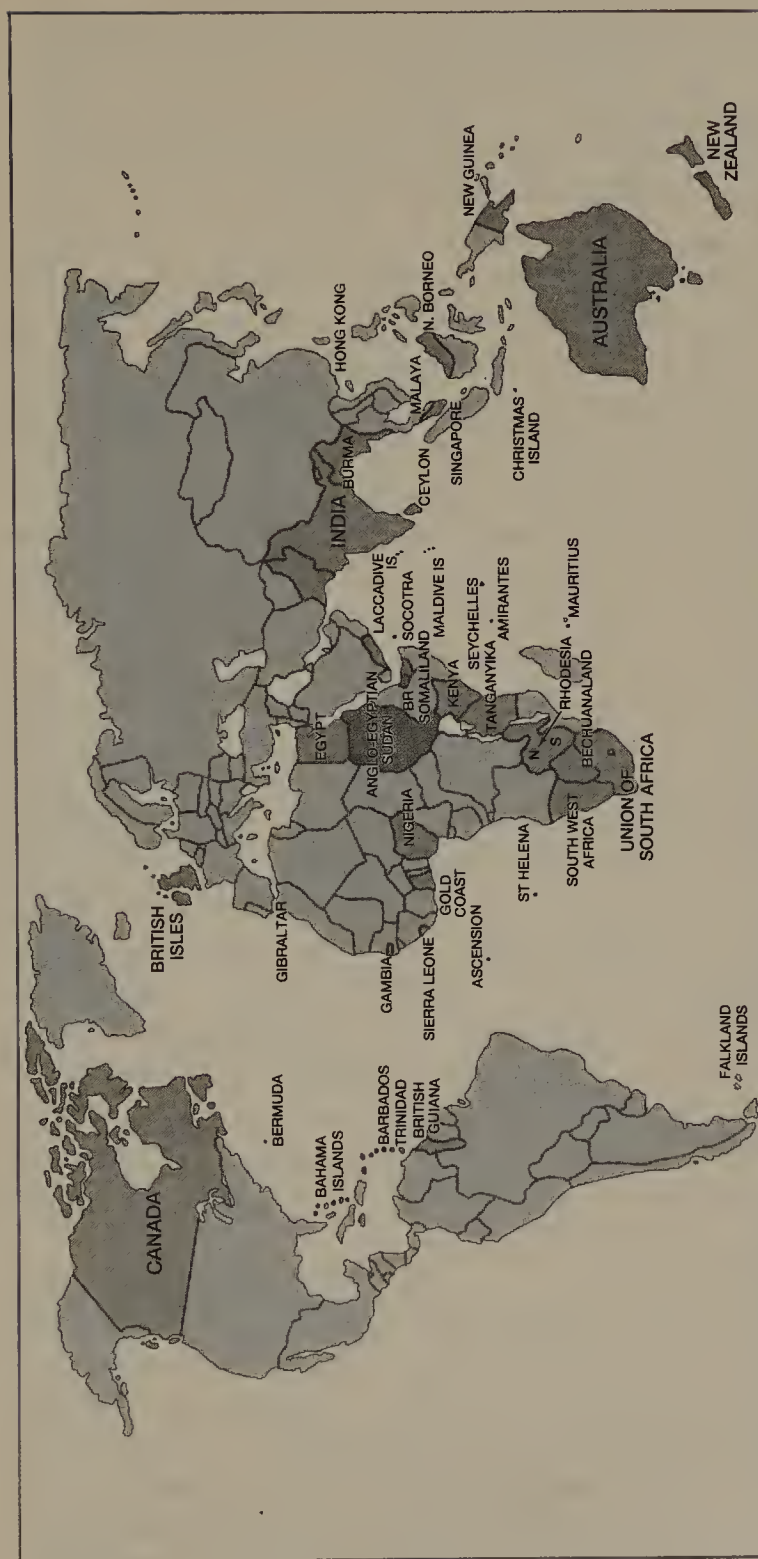 CANADA
BERMUDA
BAHAMA
ISLANDS
BARBADOS
TRINIDAD
BRITISH
GUIANA
FALKLAND
ISLANDS
BRITISH
ISLES
GIBRALTAR
GAMBIA
SIERRA LEONE
GOLD
COAST
ASCENSION
NIGERIA
ST HELENA
SOUTH WEST
AFRICA
UNION OF
SOUTH AFRICA
EGYPT
ANGLO-EGYPTIAN
SUDAN
BR
SOMALILAND
KENYA
TANGANYIKA
N
S
RHODESIA
BECHUANALAND
LACCADIVE
IS
SOCOTRA
MALDIVE IS
SEYCHELLES
AMIRANTES
MAURITIUS
INDIA
BURMA
CEYLON
HONG KONG
MALAYA
SINGAPORE
N. BORNEO
CHRISTMAS
ISLAND
NEW GUINEA
AUSTRALIA
NEW
ZEALAND